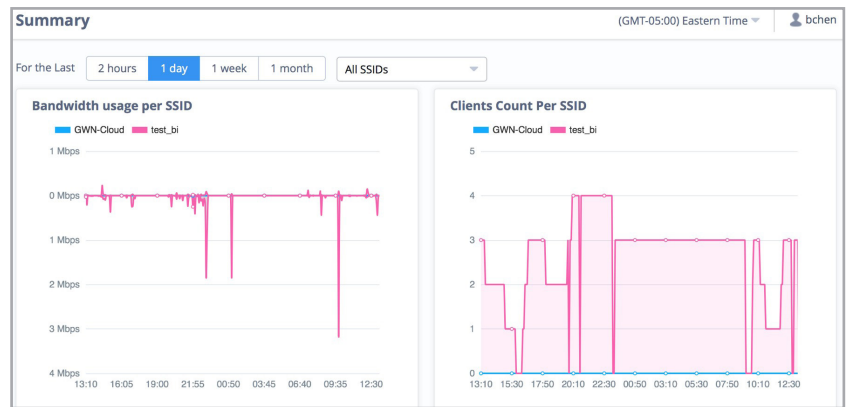 Summary
(GMT-05:00) Eastern Time
bchen
For the Last
2 hours
1 day
1 week
1 month
All SSIDs
Bandwidth usage per SSID
GWN-Cloud
test_bi
1 Mbps
0 Mbps
1 Mbps
2 Mbps
3 Mbps
4 Mbps
13:10 16:05 19:00 21:55 00:50 03:45 06:40 09:35 12:30
Clients Count Per SSID
GWN-Cloud
test_bi
5
4
3
2
1
0
13:10 15:30 17:50 20:10 22:30 00:50 03:10 05:30 07:50 10:10 12:30